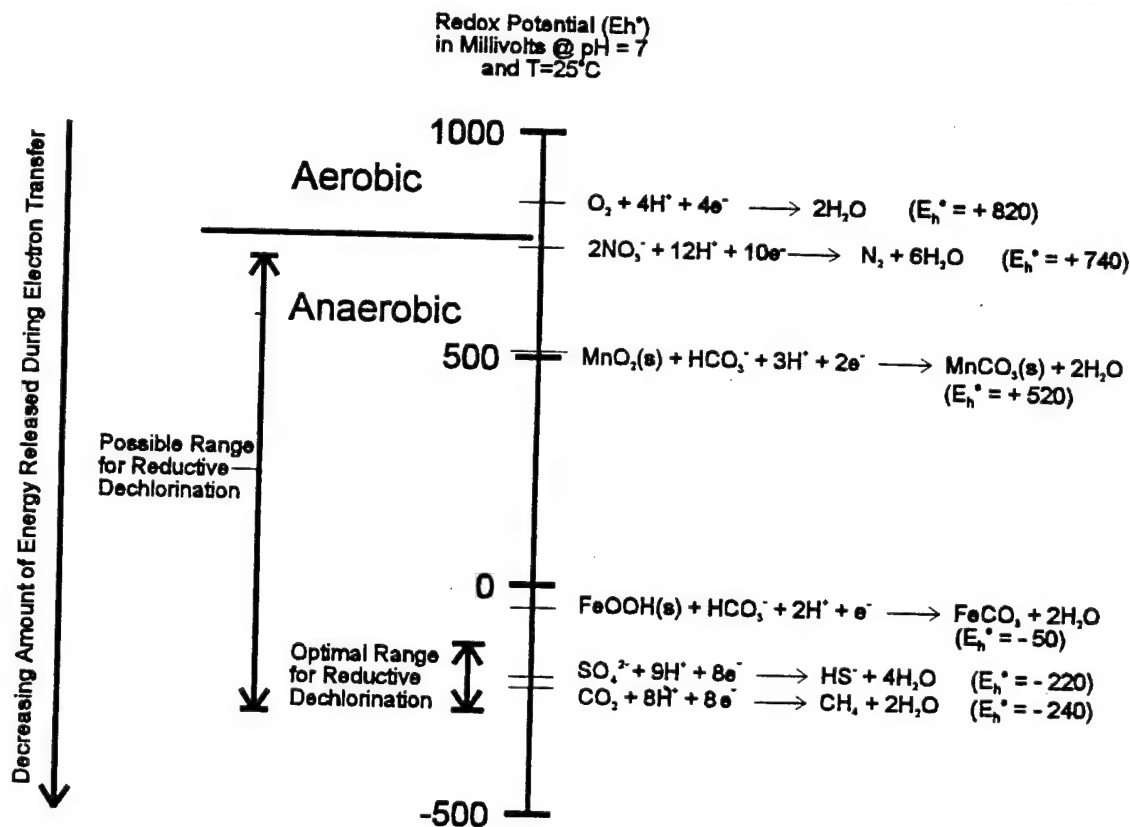 Redox Potential (Eh°)
in Millivolts @ pH = 7
and T=25°C
Decreasing Amount of Energy Released During Electron Transfer
1000
Aerobic
O₂ + 4H⁺ + 4e⁻ ⟶ 2H₂O (Eₕ° = + 820)
2NO₃⁻ + 12H⁺ + 10e⁻ ⟶ N₂ + 6H₂O (Eₕ° = + 740)
Anaerobic
500
MnO₂(s) + HCO₃⁻ + 3H⁺ + 2e⁻ ⟶ MnCO₃(s) + 2H₂O
(Eₕ° = + 520)
Possible Range
for Reductive
Dechlorination
0
FeOOH(s) + HCO₃⁻ + 2H⁺ + e⁻ ⟶ FeCO₃ + 2H₂O
(Eₕ° = - 50)
Optimal Range
for Reductive
Dechlorination
SO₄²⁻ + 9H⁺ + 8e⁻ ⟶ HS⁻ + 4H₂O (Eₕ° = - 220)
CO₂ + 8H⁺ + 8e⁻ ⟶ CH₄ + 2H₂O (Eₕ° = - 240)
-500